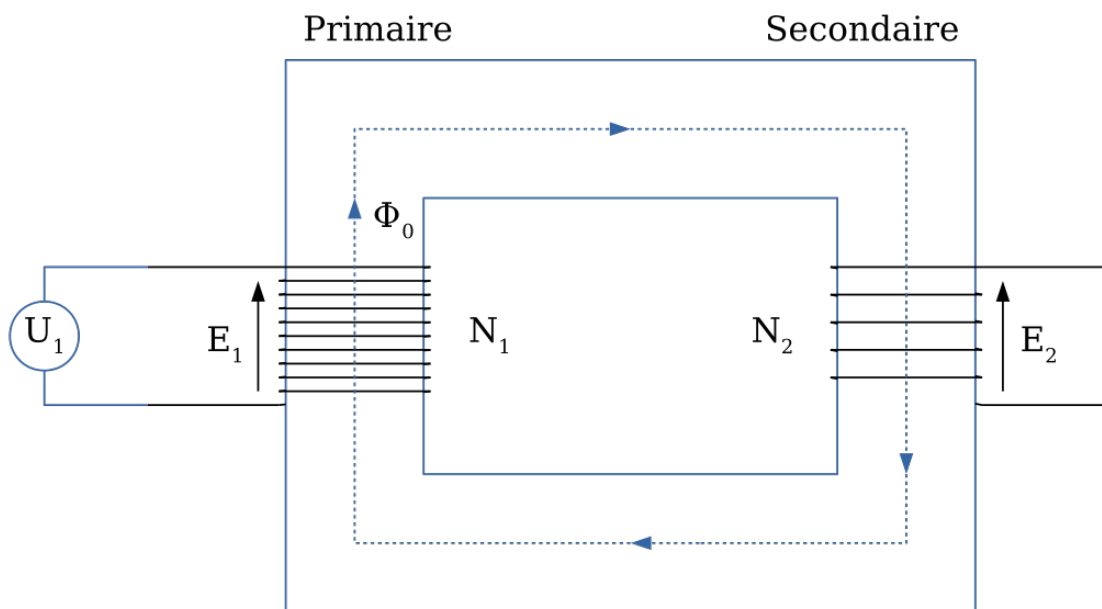 Primaire
Secondaire
Φ₀
U₁
E₁
N₁
N₂
E₂